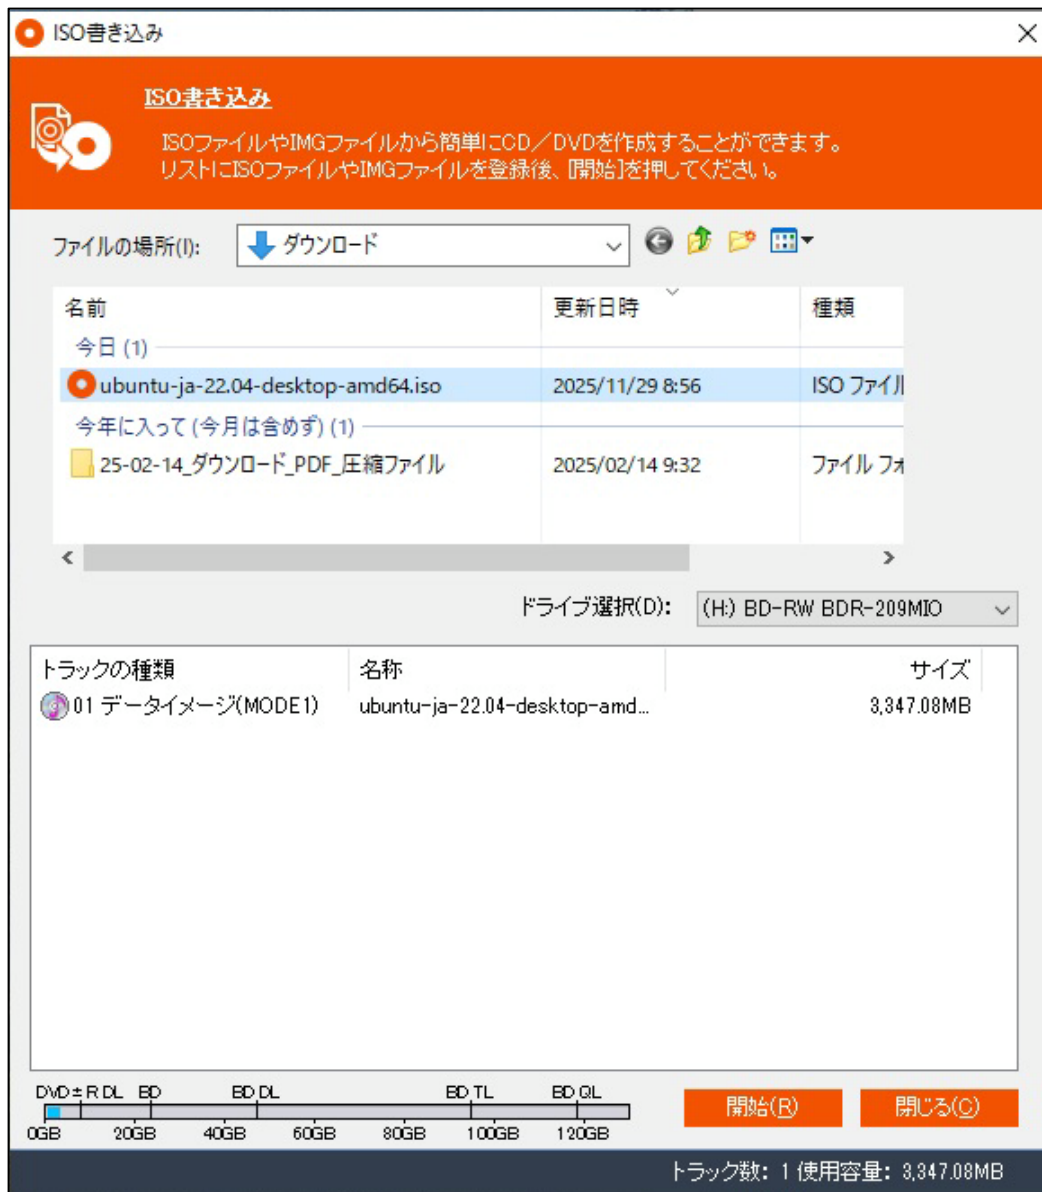 ISO書き込み
ISO書き込み
ISOファイルやIMGファイルから簡単にCD／DVDを作成することができます。
リストにISOファイルやIMGファイルを登録後、[開始]を押してください。
ファイルの場所(I): ダウンロード
名前 更新日時 種類
今日 (1)
ubuntu-ja-22.04-desktop-amd64.iso 2025/11/29 8:56 ISO ファイル
今年に入って (今月は含めず) (1)
25-02-14_ダウンロード_PDF_圧縮ファイル 2025/02/14 9:32 ファイル フォ
ドライブ選択(D): (H:) BD-RW BDR-209MIO
トラックの種類 名称 サイズ
01 データイメージ(MODE1) ubuntu-ja-22.04-desktop-amd... 3,347.08MB
DVD±R DL BD BD DL BD TL BD QL
0GB 20GB 40GB 60GB 80GB 100GB 120GB
開始(R) 閉じる(C)
トラック数: 1 使用容量: 3,347.08MB